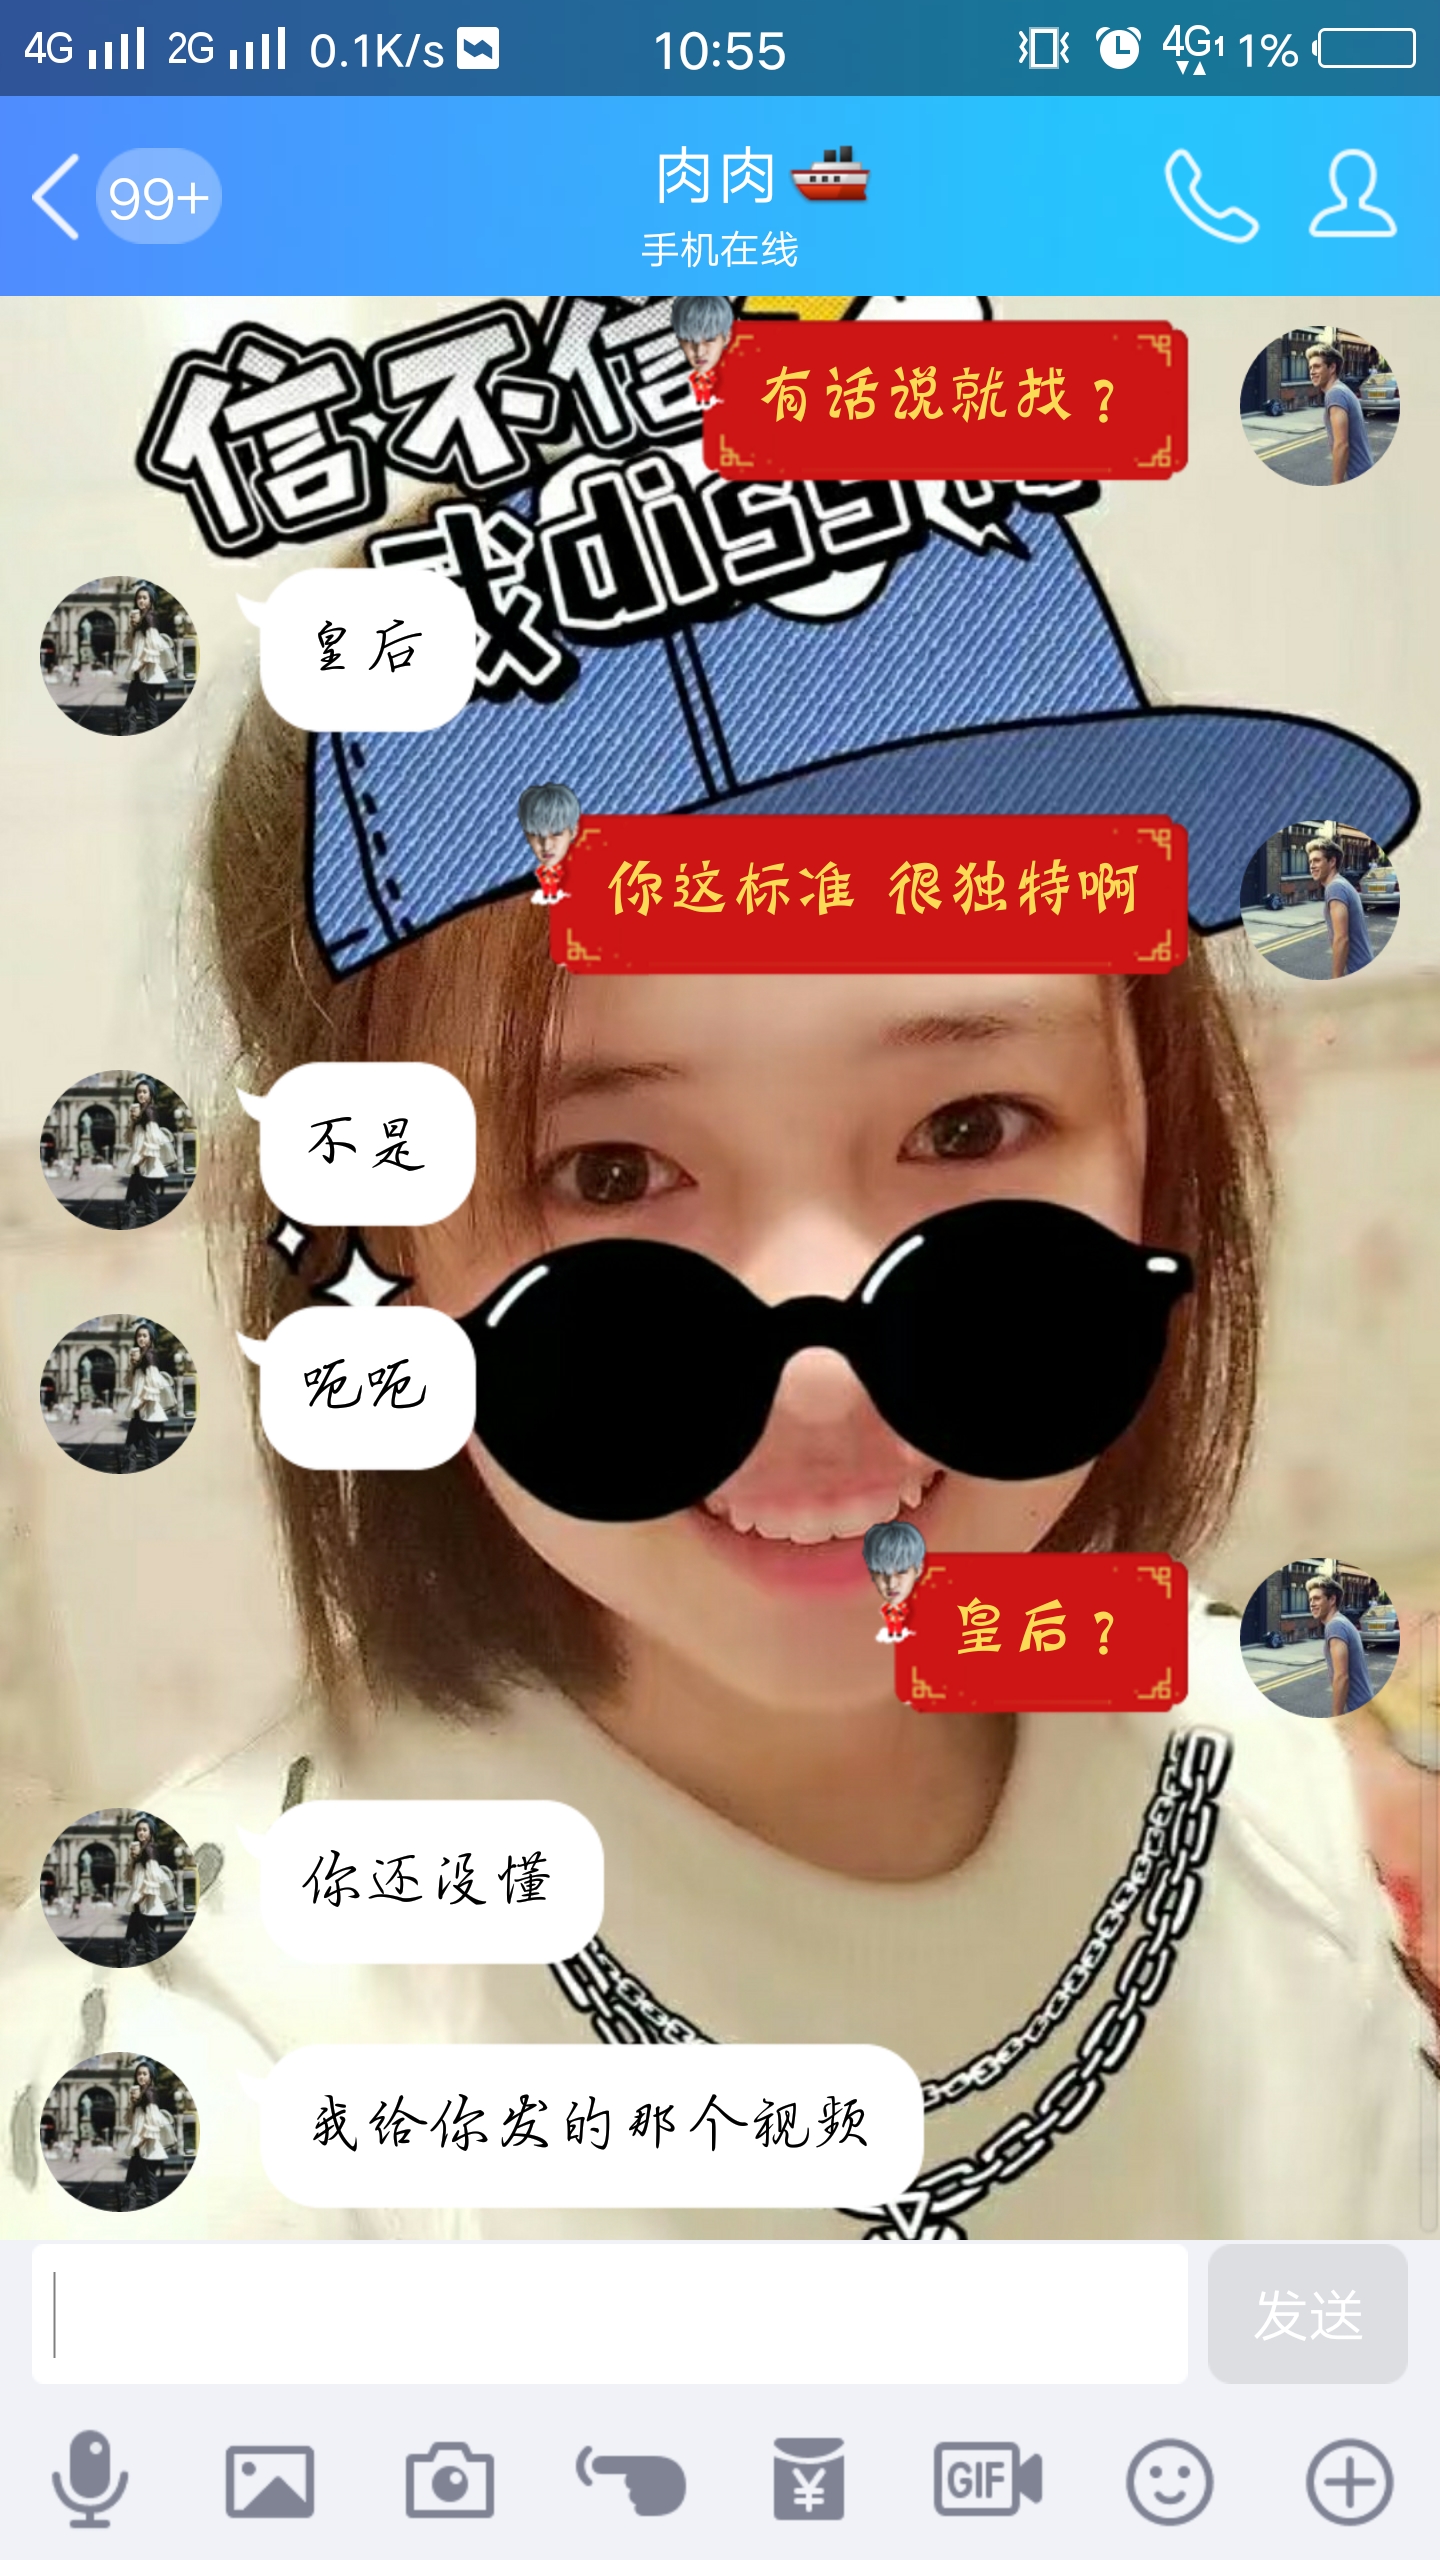 4G 2G 0.1K/s 10:55 4G 1 1%
99+ 肉肉
手机在线
信不信
我diss
有话说就找？
皇后
你这标准 很独特啊
不是
呃呃
皇后？
你还没懂
我给你发的那个视频
发送
GIF